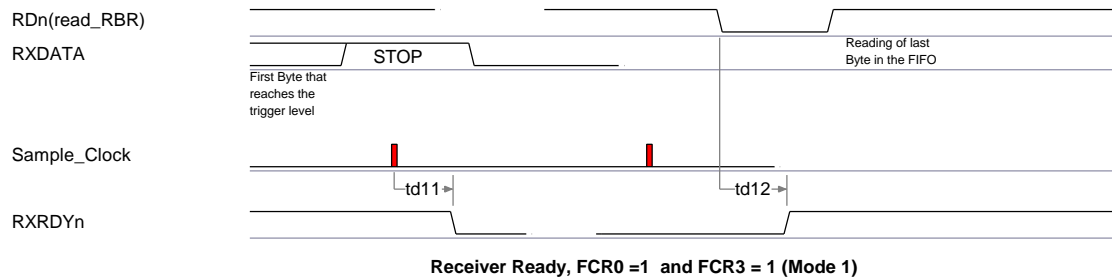 RDn(read_RBR)
RXDATA
STOP
Reading of last
Byte in the FIFO
First Byte that
reaches the
trigger level
Sample_Clock
td11
td12
RXRDYn
Receiver Ready, FCR0 =1 and FCR3 = 1 (Mode 1)